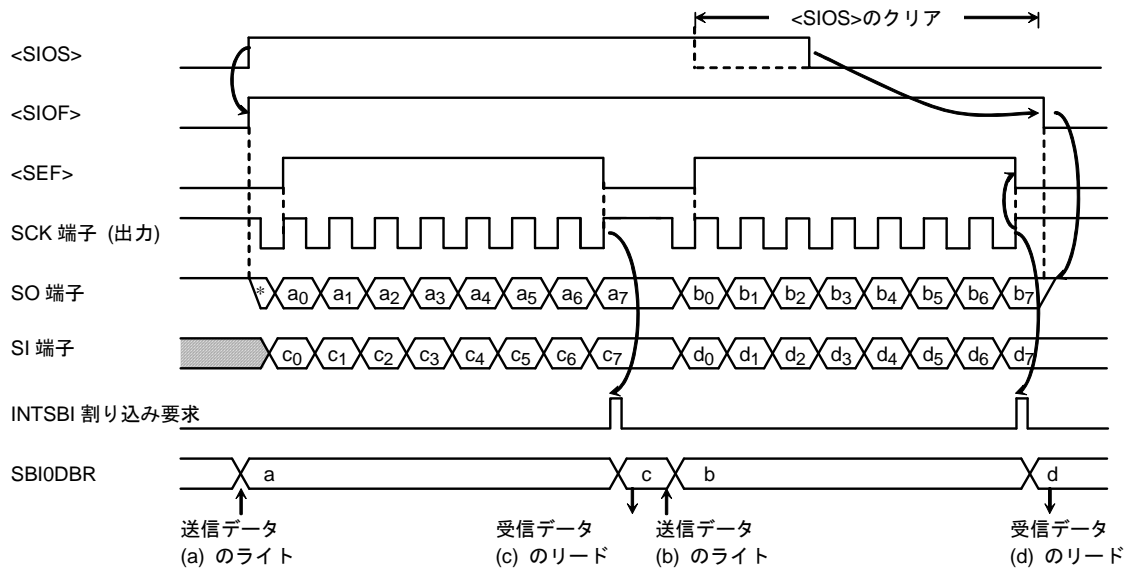 <SIOS>のクリア
<SIOS>
<SIOF>
<SEF>
SCK 端子 (出力)
SO 端子
* a0 a1 a2 a3 a4 a5 a6 a7 b0 b1 b2 b3 b4 b5 b6 b7
SI 端子
c0 c1 c2 c3 c4 c5 c6 c7 d0 d1 d2 d3 d4 d5 d6 d7
INTSBI 割り込み要求
SBI0DBR
a c b d
送信データ 受信データ 送信データ 受信データ
(a) のライト (c) のリード (b) のライト (d) のリード